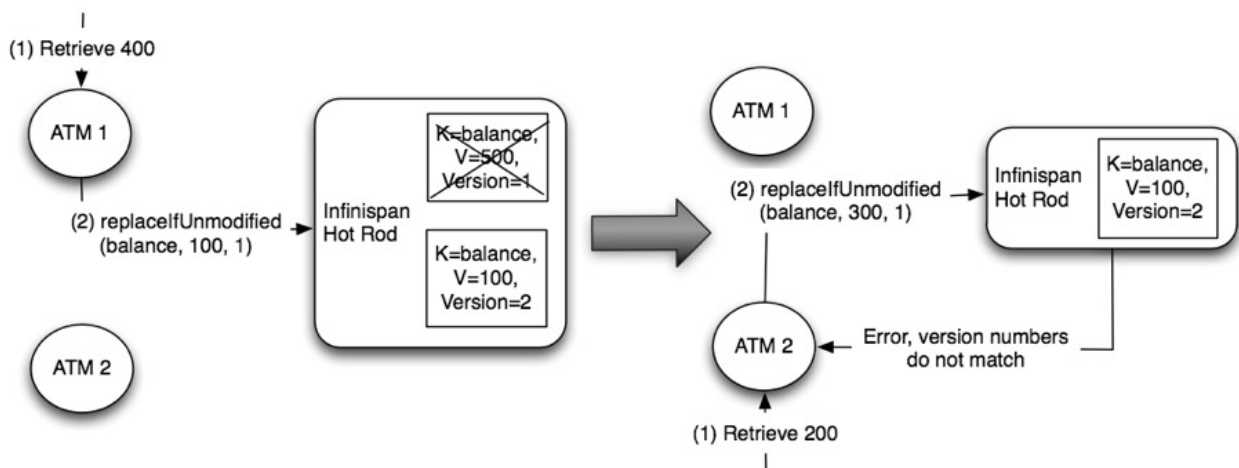 (1) Retrieve 400
ATM 1
(2) replaceIfUnmodified
(balance, 100, 1)
ATM 2
Infinispan
Hot Rod
K=balance,
V=500,
Version=1
K=balance,
V=100,
Version=2
ATM 1
(2) replaceIfUnmodified
(balance, 300, 1)
Infinispan
Hot Rod
K=balance,
V=100,
Version=2
ATM 2
Error, version numbers
do not match
(1) Retrieve 200